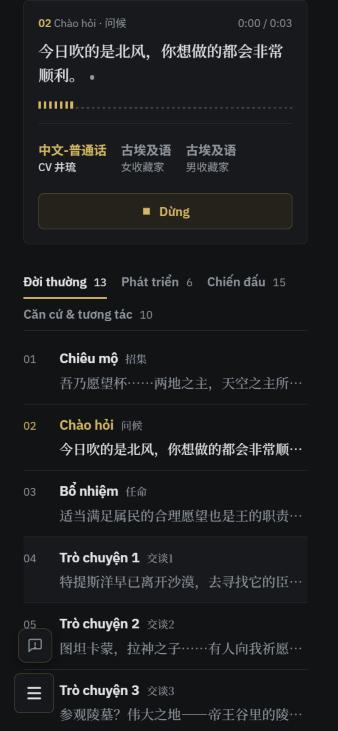 02 Chào hỏi · 问候 0:00 / 0:03
今日吹的是北风，你想做的都会非常
顺利。
中文-普通话 古埃及语 古埃及语
CV 井琉 女收藏家 男收藏家
Dừng
Đời thường 13 Phát triển 6 Chiến đấu 15
Căn cứ & tương tác 10
01 Chiêu mộ 招集
吾乃愿望杯……两地之主，天空之主所…
02 Chào hỏi 问候
今日吹的是北风，你想做的都会非常顺…
03 Bổ nhiệm 任命
适当满足属民的合理愿望也是王的职责…
04 Trò chuyện 1 交谈1
特提斯洋早已离开沙漠，去寻找它的臣…
05 Trò chuyện 2 交谈2
图坦卡蒙，拉神之子……有人向我祈愿…
Trò chuyện 3 交谈3
参观陵墓？伟大之地——帝王谷里的陵…